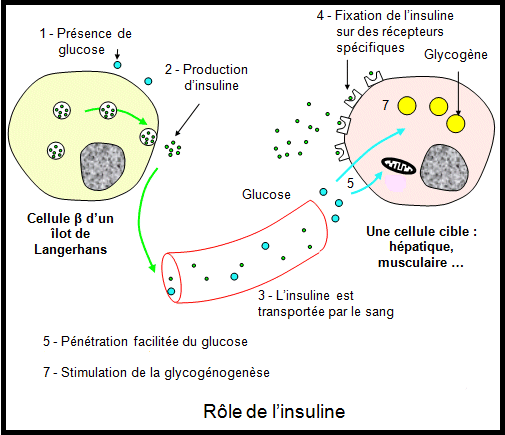 1 - Présence de
glucose
2 - Production
d'insuline
4 - Fixation de l'insuline
sur des récepteurs
spécifiques
Glycogène
7
5
Glucose
Cellule β d'un
îlot de
Langerhans
Une cellule cible :
hépatique,
musculaire ...
3 - L'insuline est
transportée par le sang
5 - Pénétration facilitée du glucose
7 - Stimulation de la glycogénogenèse
Rôle de l'insuline